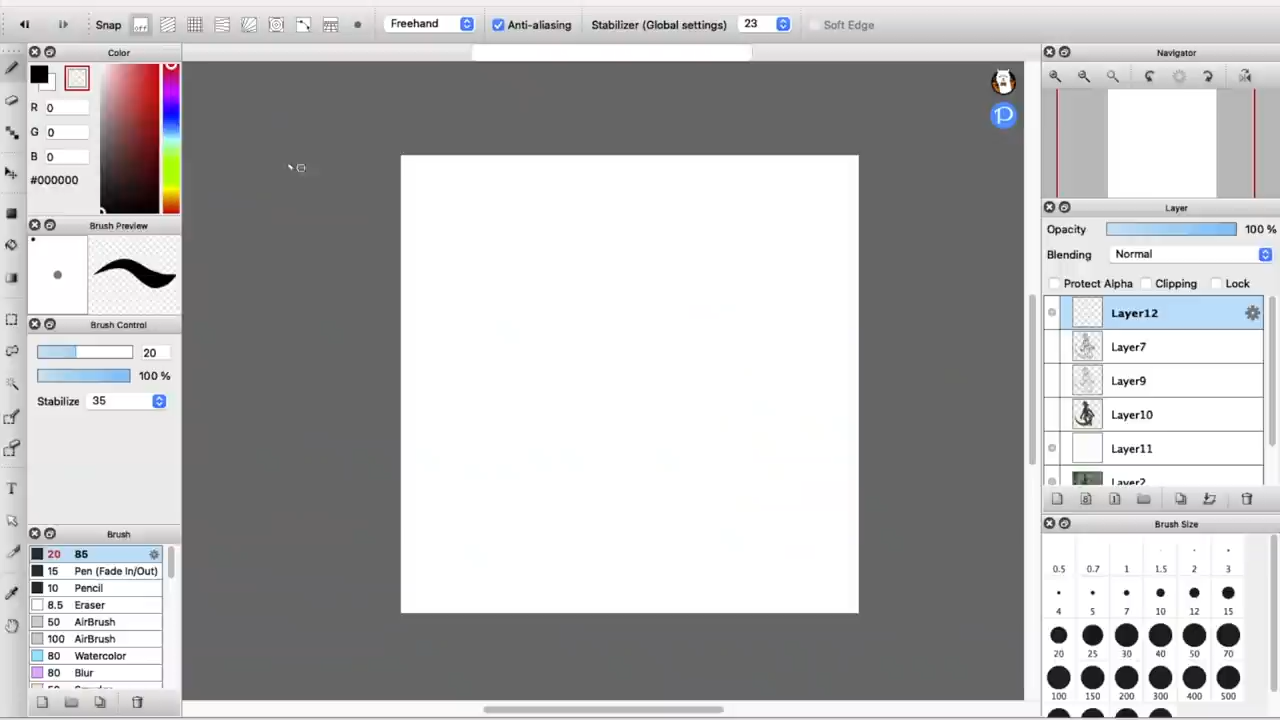 Snap OFF Freehand Anti-aliasing Stabilizer (Global settings) 23 Soft Edge
Color
R 0
G 0
B 0
#000000
Brush Preview
Brush Control
20
100 %
Stabilize 35
Brush
20 85
15 Pen (Fade In/Out)
10 Pencil
8.5 Eraser
50 AirBrush
100 AirBrush
80 Watercolor
80 Blur
T
Navigator
Layer
Opacity 100 %
Blending Normal
Protect Alpha Clipping Lock
Layer12
Layer7
Layer9
Layer10
Layer11
Layer2
Brush Size
0.5 0.7 1 1.5 2 3
4 5 7 10 12 15
20 25 30 40 50 70
100 150 200 300 400 500